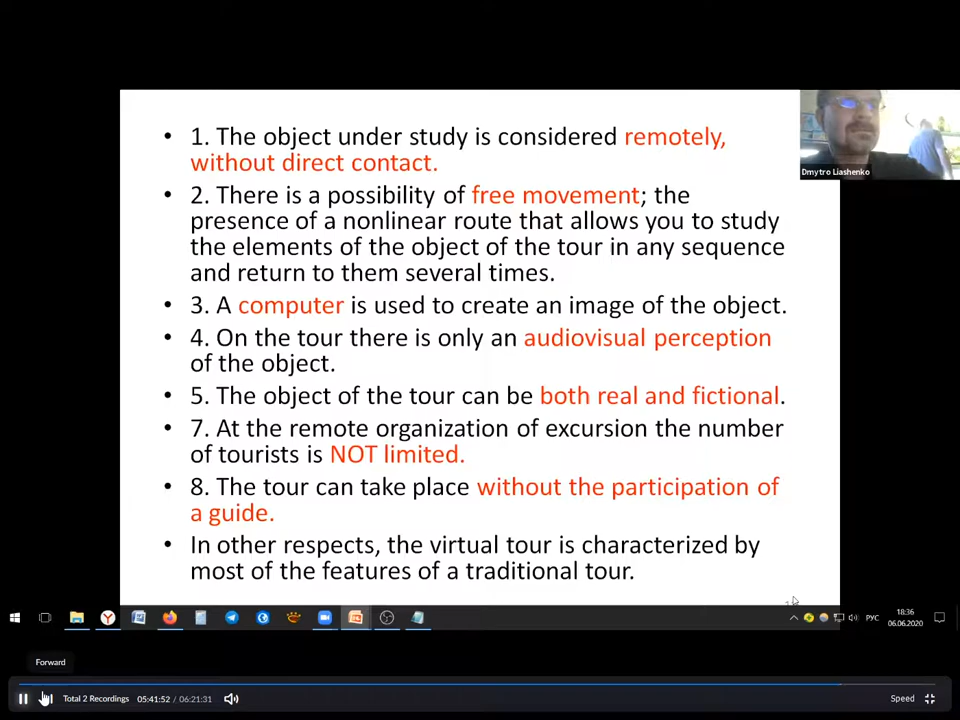 • 1. The object under study is considered remotely,
without direct contact.
• 2. There is a possibility of free movement; the
presence of a nonlinear route that allows you to study
the elements of the object of the tour in any sequence
and return to them several times.
• 3. A computer is used to create an image of the object.
• 4. On the tour there is only an audiovisual perception
of the object.
• 5. The object of the tour can be both real and fictional.
• 7. At the remote organization of excursion the number
of tourists is NOT limited.
• 8. The tour can take place without the participation of
a guide.
• In other respects, the virtual tour is characterized by
most of the features of a traditional tour.
Dmytro Liashenko
РУС
18:36
06.06.2020
Forward
Total 2 Recordings
05:41:52 / 06:21:31
Speed